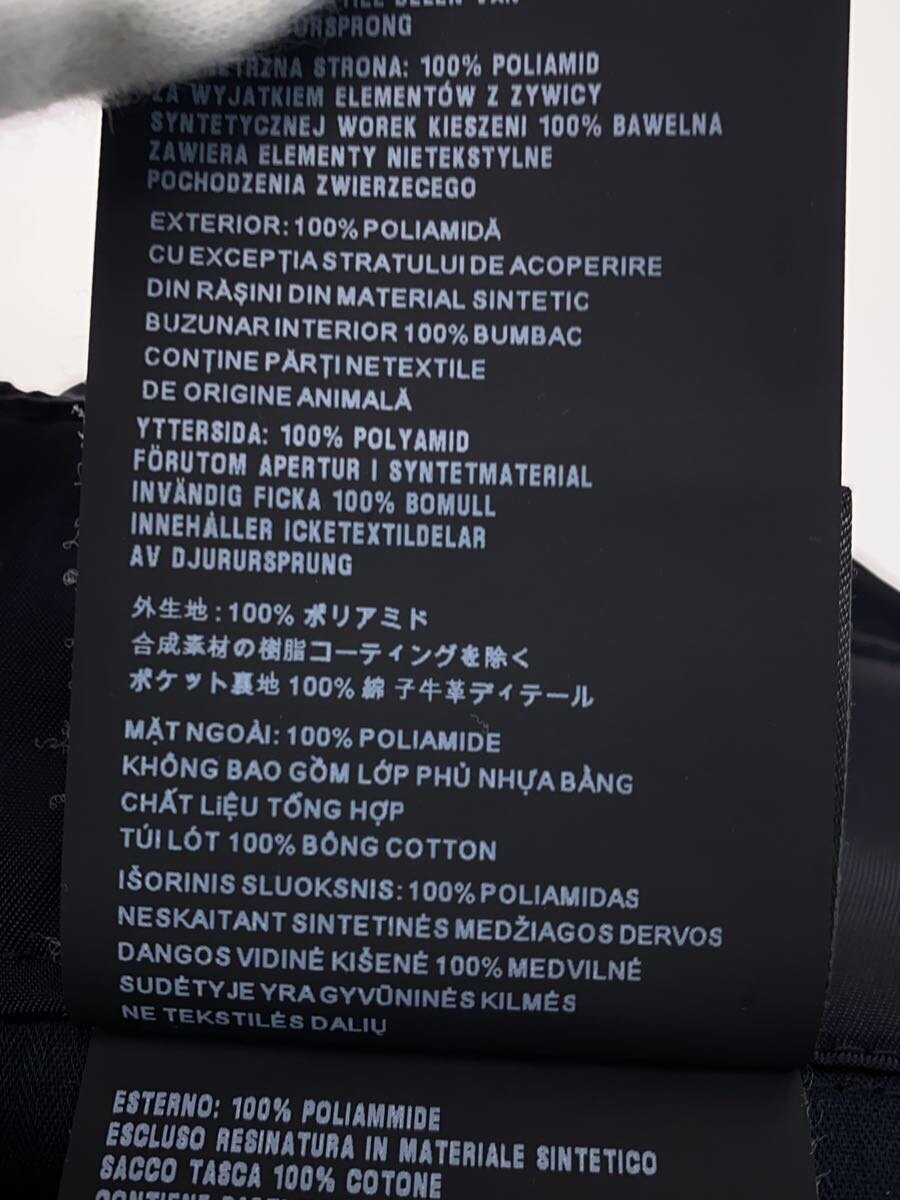 URSPRONG
STRONA: 100% POLIAMID
ZA WYJATKIEM ELEMENTÓW Z ZYWICY
SYNTETYCZNEJ WOREK KIESZENI 100% BAWELNA
ZAWIERA ELEMENTY NIETEKSTYLNE
POCHODZENIA ZWIERZECEGO
EXTERIOR: 100% POLIAMIDĂ
CU EXCEPȚIA STRATULUI DE ACOPERIRE
DIN RĂȘINI DIN MATERIAL SINTETIC
BUZUNAR INTERIOR 100% BUMBAC
CONȚINE PĂRȚI NETEXTILE
DE ORIGINE ANIMALĂ
YTTERSIDA: 100% POLYAMID
FÖRUTOM APERTUR I SYNTETMATERIAL
INVÄNDIG FICKA 100% BOMULL
INNEHÅLLER ICKETEXTILDELAR
AV DJURURSPRUNG
外生地 : 100% ポリアミド
合成素材の樹脂コーティングを除く
ポケット裏地 100% 綿 子牛革ディテール
MẶT NGOÀI: 100% POLIAMIDE
KHÔNG BAO GỒM LỚP PHỦ NHỰA BẰNG
CHẤT LiỆU TỔNG HỢP
TÚI LÓT 100% BÔNG COTTON
IŠORINIS SLUOKSNIS: 100% POLIAMIDAS
NESKAITANT SINTETINĖS MEDŽIAGOS DERVOS
DANGOS VIDINĖ KIŠENĖ 100% MEDVILNĖ
SUDĖTYJE YRA GYVŪNINĖS KILMĖS
NE TEKSTILĖS DALIŲ
ESTERNO: 100% POLIAMMIDE
ESCLUSO RESINATURA IN MATERIALE SINTETICO
SACCO TASCA 100% COTONE